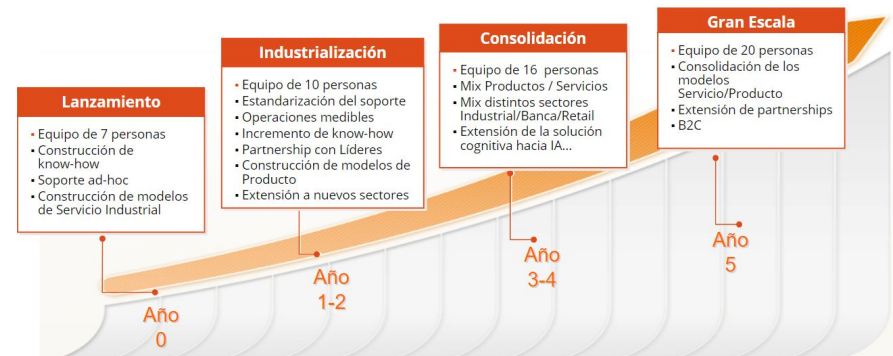 Lanzamiento
▪ Equipo de 7 personas
▪ Construcción de
know-how
▪ Soporte ad-hoc
▪ Construcción de modelos
de Servicio Industrial
Año
0
Industrialización
▪ Equipo de 10 personas
▪ Estandarización del soporte
▪ Operaciones medibles
▪ Incremento de know-how
▪ Partnership con Líderes
▪ Construcción de modelos de
Producto
▪ Extensión a nuevos sectores
Año
1-2
Consolidación
▪ Equipo de 16 personas
▪ Mix Productos / Servicios
▪ Mix distintos sectores
Industrial/Banca/Retail
▪ Extensión de la solución
cognitiva hacia IA...
Año
3-4
Gran Escala
▪ Equipo de 20 personas
▪ Consolidación de los
modelos
Servicio/Producto
▪ Extensión de partnerships
▪ B2C
Año
5